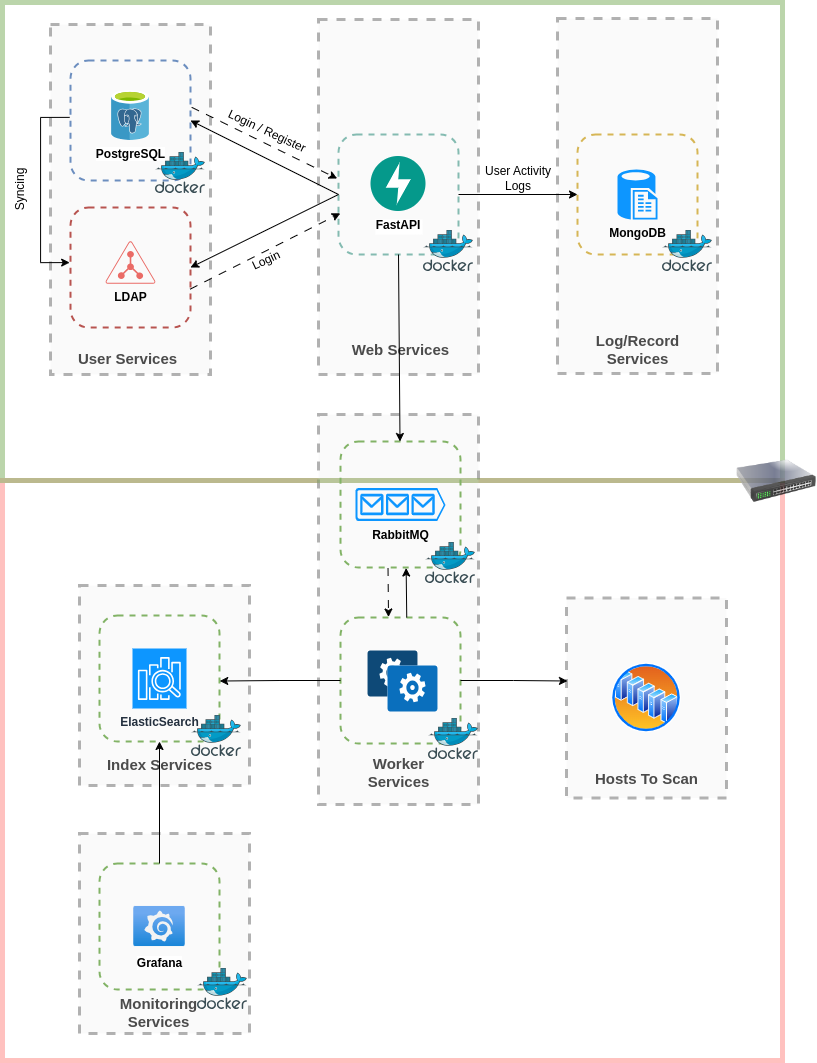 PostgreSQL
docker
Syncing
LDAP
User Services
Login / Register
Login
FastAPI
docker
Web Services
User Activity
Logs
MongoDB
docker
Log/Record
Services
RabbitMQ
docker
ElasticSearch
docker
Index Services
docker
Worker
Services
Hosts To Scan
Grafana
docker
Monitoring
Services